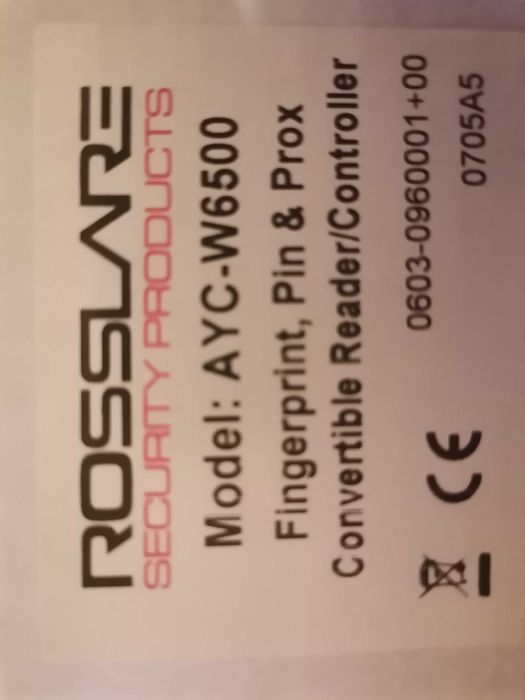 ROSSLARE
SECURITY PRODUCTS
Model: AYC-W6500
Fingerprint, Pin & Prox
Convertible Reader/Controller
0603-0960001+00
CE
0705A5